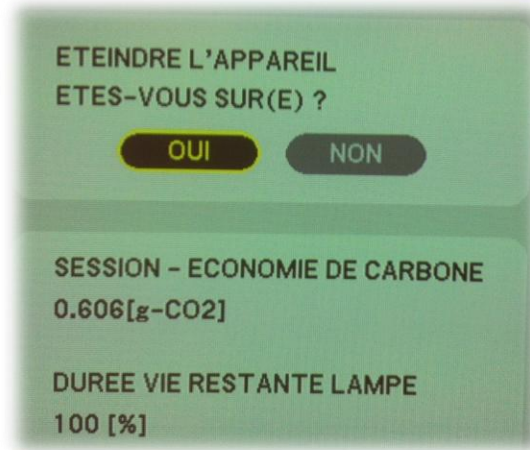 ETEINDRE L'APPAREIL
ETES-VOUS SUR(E) ?
OUI NON
SESSION - ECONOMIE DE CARBONE
0.606[g-CO2]
DUREE VIE RESTANTE LAMPE
100 [%]